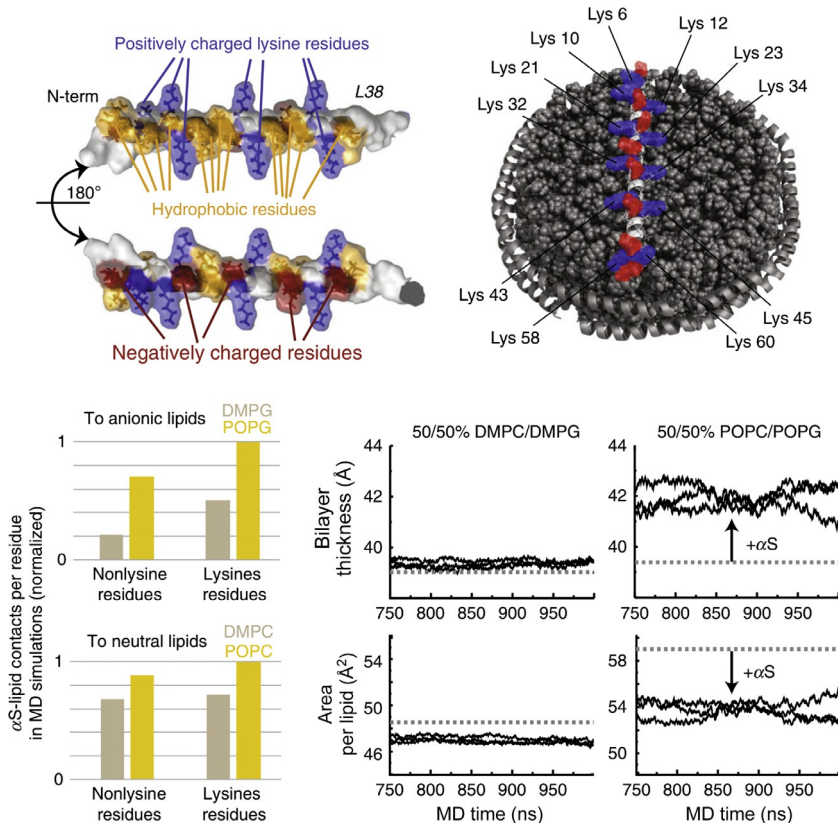 Positively charged lysine residues
N-term
L38
180°
Hydrophobic residues
Negatively charged residues
Lys 6
Lys 12
Lys 10
Lys 23
Lys 21
Lys 34
Lys 32
Lys 43
Lys 45
Lys 58
Lys 60
αS-lipid contacts per residue
in MD simulations (normalized)
To anionic lipids
DMPG
POPG
1
0
Nonlysine
residues
Lysines
residues
To neutral lipids
DMPC
POPC
1
0
Nonlysine
residues
Lysines
residues
50/50% DMPC/DMPG
50/50% POPC/POPG
Bilayer
thickness (Å)
44
42
40
39
750 800 850 900 950
44
42
40
39
+αS
750 800 850 900 950
Area
per lipid (Å²)
54
50
48
46
750 800 850 900 950
MD time (ns)
58
54
50
+αS
750 800 850 900 950
MD time (ns)